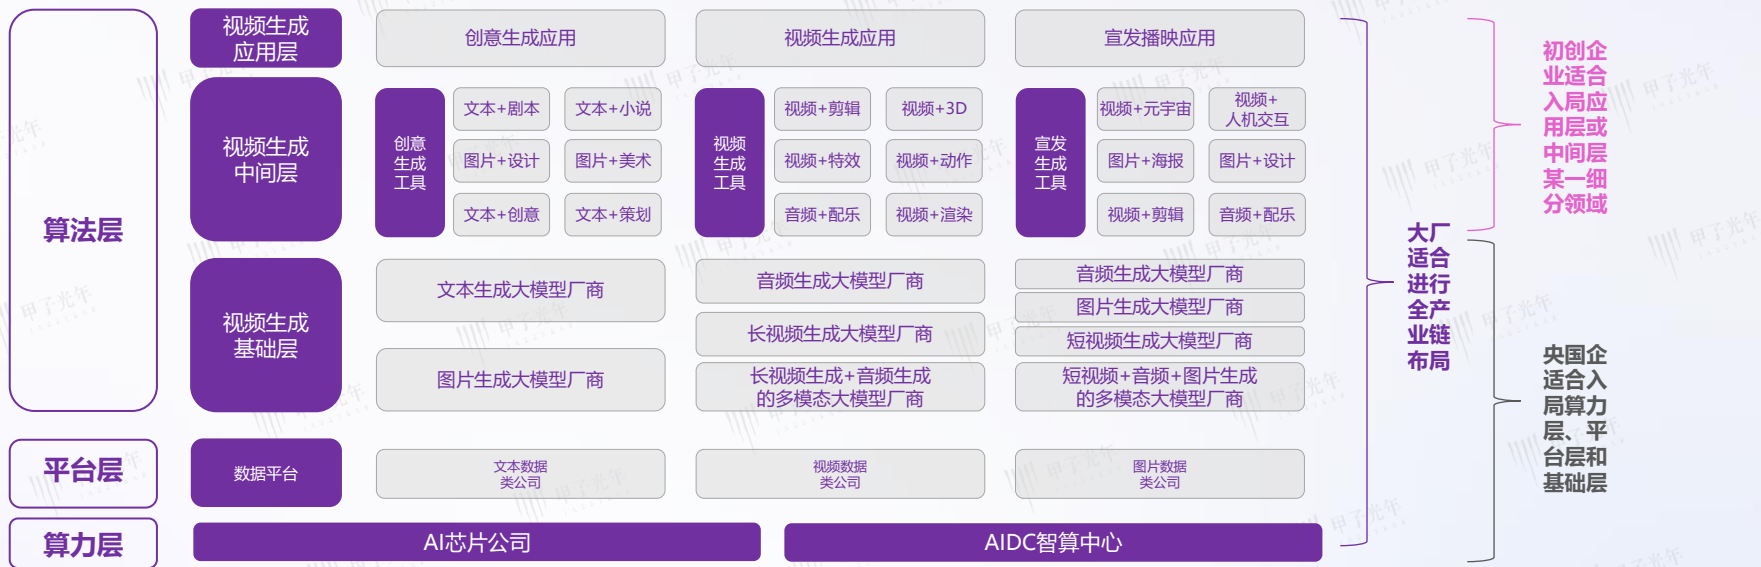 算法层
视频生成
应用层
创意生成应用
视频生成应用
宣发播映应用
视频生成
中间层
创意
生成
工具
文本+剧本
文本+小说
图片+设计
图片+美术
文本+创意
文本+策划
视频
生成
工具
视频+剪辑
视频+3D
视频+特效
视频+动作
音频+配乐
视频+渲染
宣发
生成
工具
视频+元宇宙
视频+
人机交互
图片+海报
图片+设计
视频+剪辑
音频+配乐
视频生成
基础层
文本生成大模型厂商
图片生成大模型厂商
音频生成大模型厂商
长视频生成大模型厂商
长视频生成+音频生成
的多模态大模型厂商
音频生成大模型厂商
图片生成大模型厂商
短视频生成大模型厂商
短视频+音频+图片生成
的多模态大模型厂商
平台层
数据平台
文本数据
类公司
视频数据
类公司
图片数据
类公司
算力层
AI芯片公司
AIDC智算中心
大厂
适合
进行
全产
业链
布局
初创企
业适合
入局应
用层或
中间层
某一细
分领域
央国企
适合入
局算力
层、平
台层和
基础层
甲子光年